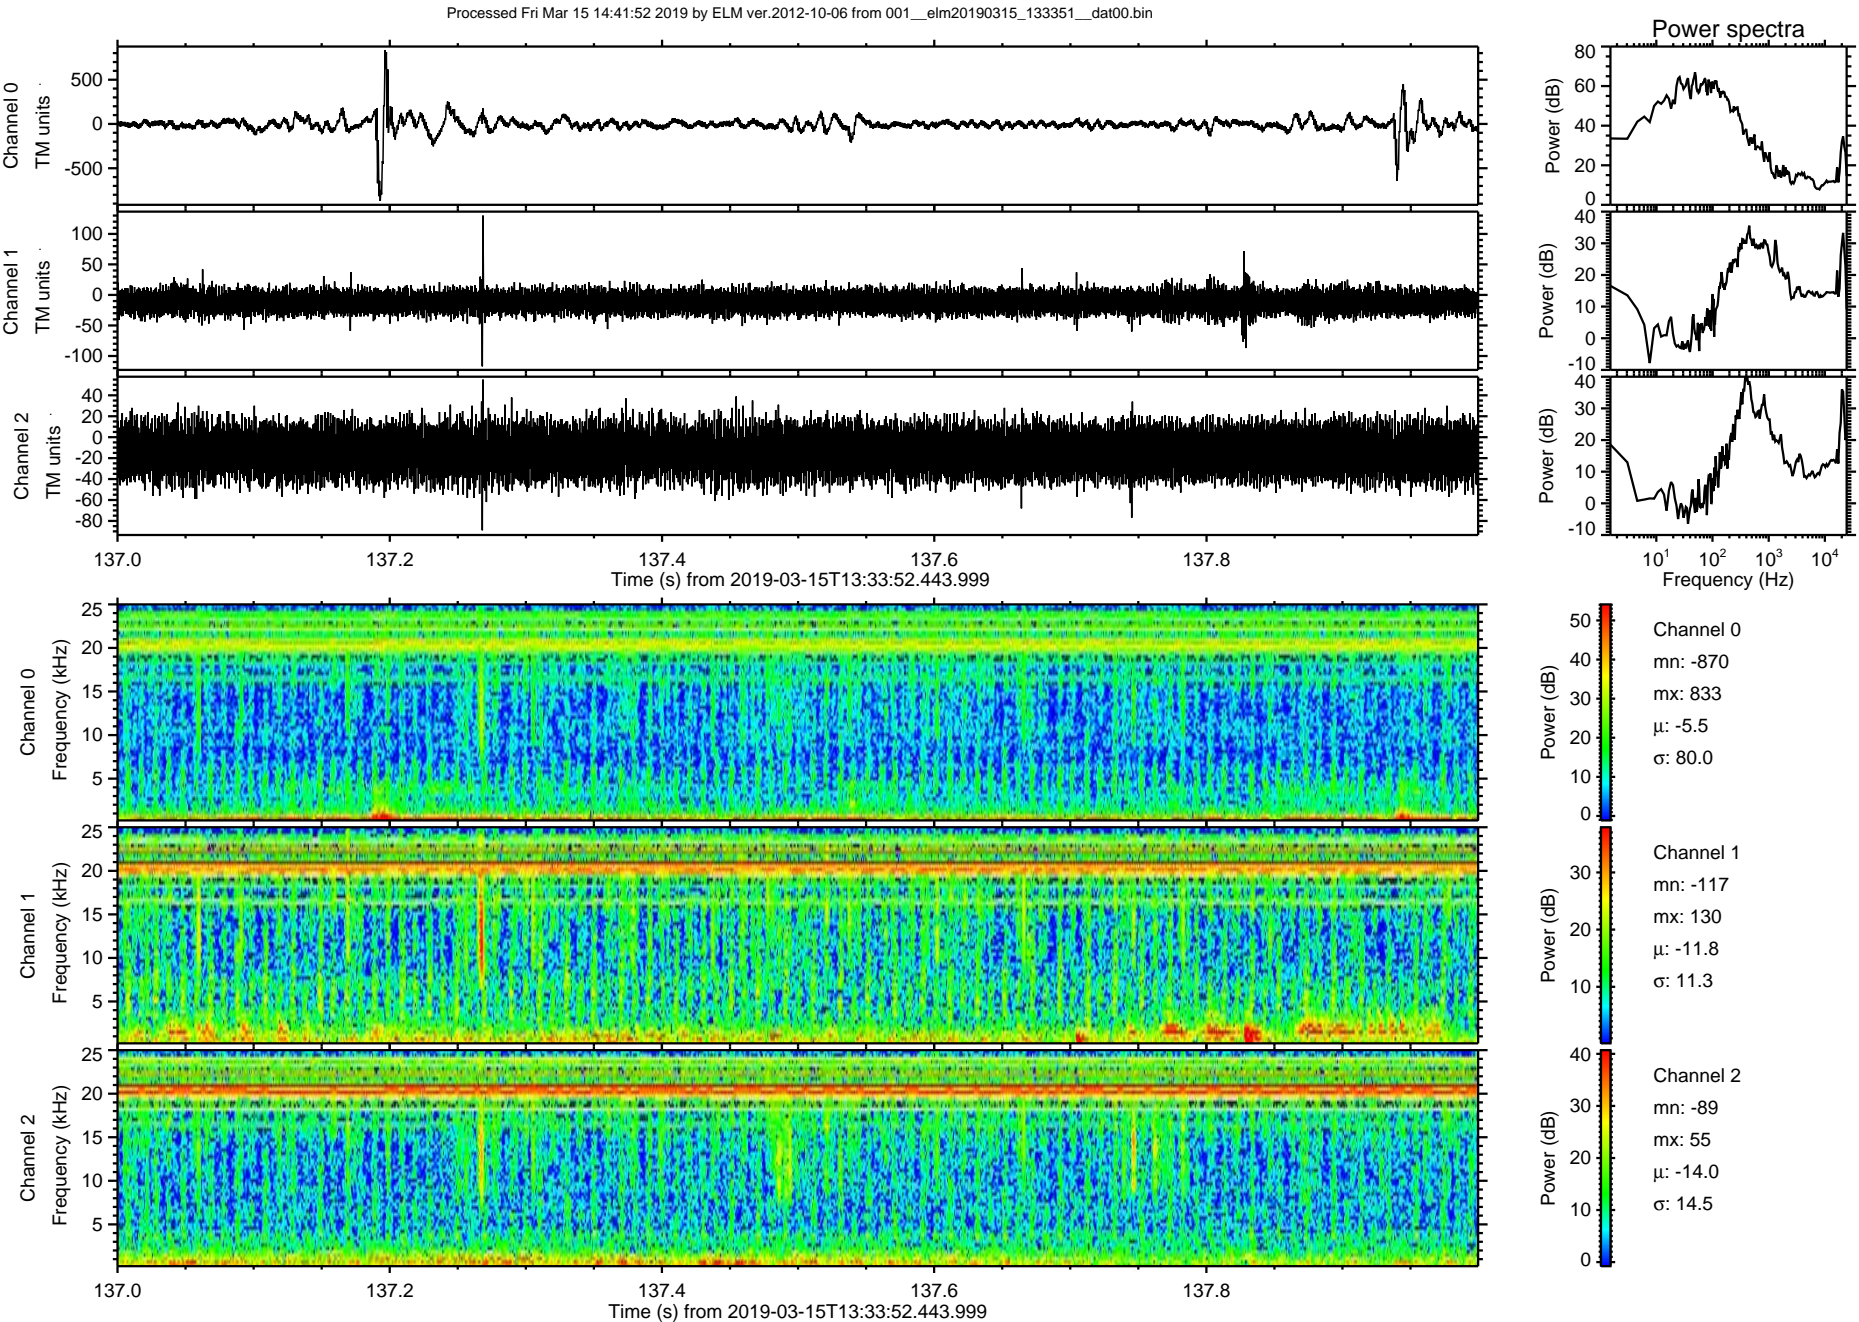 Processed Fri Mar 15 14:41:52 2019 by ELM ver.2012-10-06 from 001__elm20190315_133351__dat00.bin
Power spectra
Channel 0
TM units
500
0
-500
Power (dB)
80
60
40
20
0
Channel 1
TM units
100
50
0
-50
-100
Power (dB)
40
30
20
10
0
-10
Channel 2
TM units
40
20
0
-20
-40
-60
-80
Power (dB)
40
30
20
10
0
-10
137.0 137.2 137.4 137.6 137.8
Time (s) from 2019-03-15T13:33:52.443.999
10^1 10^2 10^3 10^4
Frequency (Hz)
Channel 0
Frequency (kHz)
25
20
15
10
5
Power (dB)
50
40
30
20
10
0
Channel 0
mn: -870
mx: 833
μ: -5.5
σ: 80.0
Channel 1
Frequency (kHz)
25
20
15
10
5
Power (dB)
30
20
10
Channel 1
mn: -117
mx: 130
μ: -11.8
σ: 11.3
Channel 2
Frequency (kHz)
25
20
15
10
5
Power (dB)
40
30
20
10
0
Channel 2
mn: -89
mx: 55
μ: -14.0
σ: 14.5
137.0 137.2 137.4 137.6 137.8
Time (s) from 2019-03-15T13:33:52.443.999